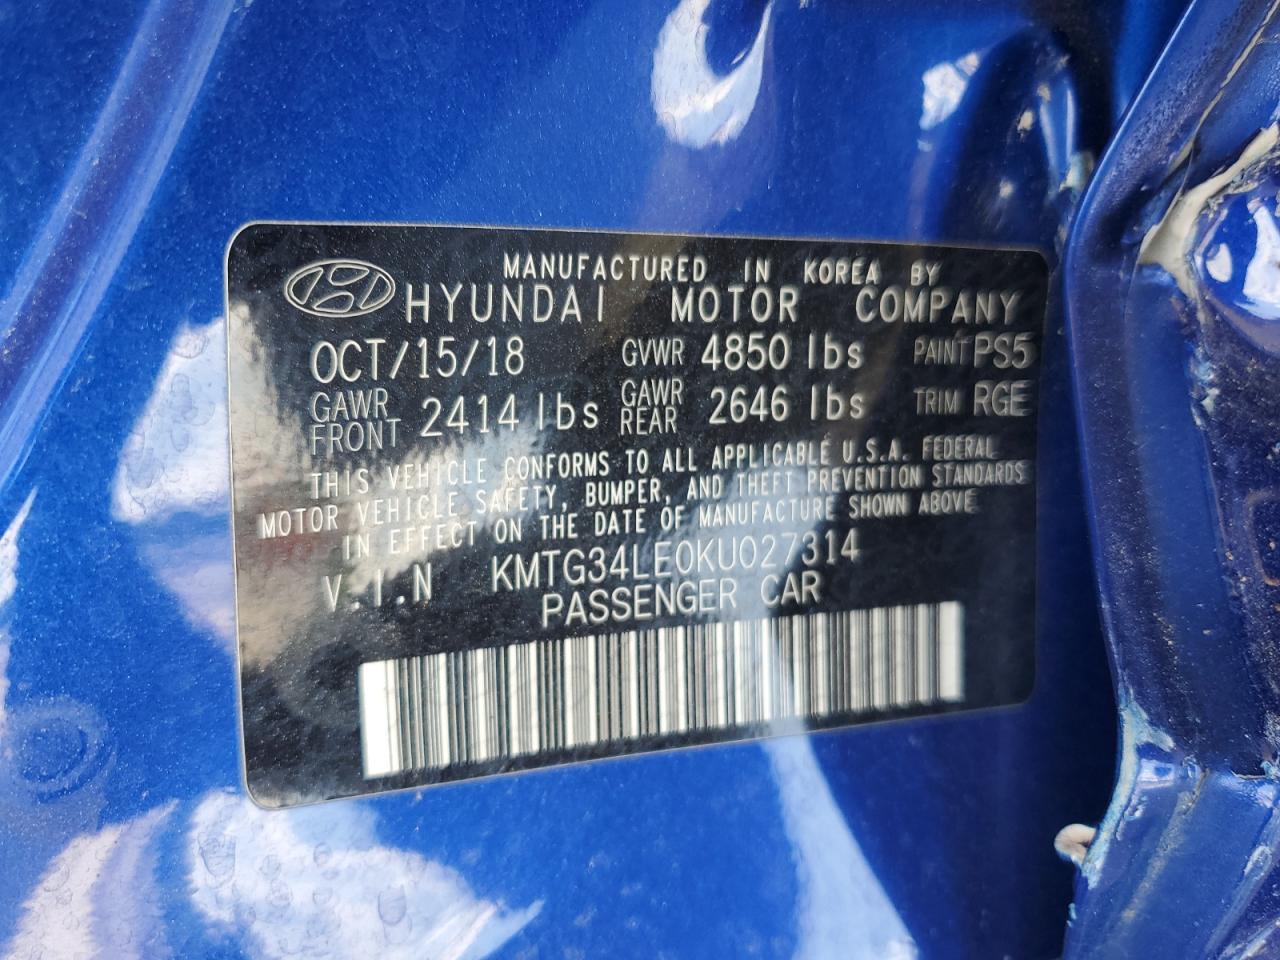 MANUFACTURED IN KOREA BY
HYUNDAI MOTOR COMPANY
OCT/15/18 GVWR 4850 lbs PAINT PS5
GAWR FRONT 2414 lbs GAWR REAR 2646 lbs TRIM RGE
THIS VEHICLE CONFORMS TO ALL APPLICABLE U.S.A. FEDERAL
MOTOR VEHICLE SAFETY, BUMPER, AND THEFT PREVENTION STANDARDS
IN EFFECT ON THE DATE OF MANUFACTURE SHOWN ABOVE
V.I.N KMTG34LE0KU027314
PASSENGER CAR